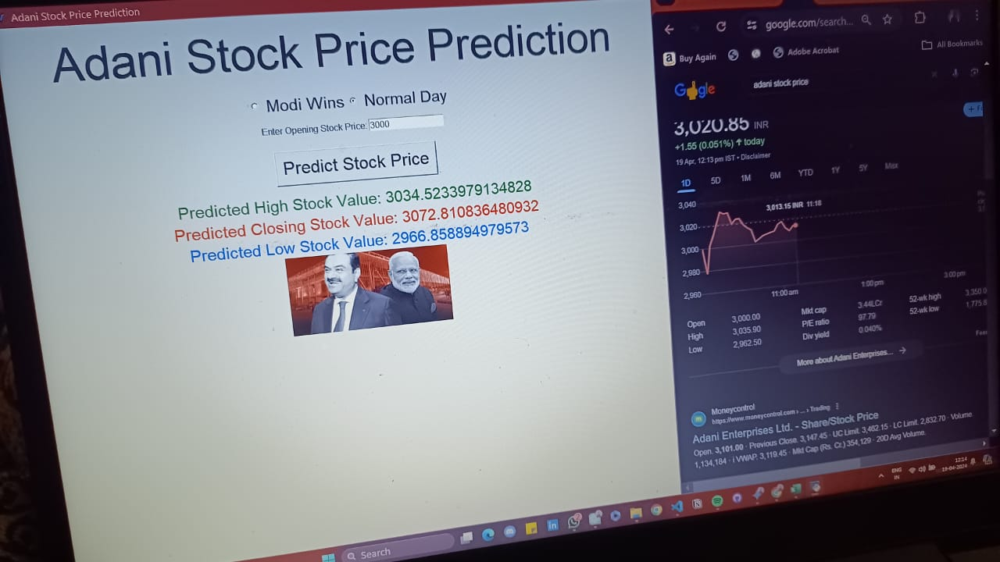 Adani Stock Price Prediction
Adani Stock Price Prediction
Modi Wins Normal Day
Enter Opening Stock Price: 3000
Predict Stock Price
Predicted High Stock Value: 3034.5233979134828
Predicted Closing Stock Value: 3072.810836480932
Predicted Low Stock Value: 2966.858894979573
google.com/search...
Buy Again
Adobe Acrobat
All Bookmarks
adani stock price
3,020.85 INR
+1.55 (0.051%) ↑ today
19 Apr, 12:13 pm IST • Disclaimer
1D 5D 1M 6M YTD 1Y 5Y Max
3,040
3,020
3,000
2,980
2,960
3,013.15 INR 11:18
11:00 am 1:00 pm 3:00 pm
Open 3,000.00 Mkt cap 3.44LCr 52-wk high 3,350.0
High 3,035.90 P/E ratio 97.79 52-wk low 1,775.8
Low 2,962.50 Div yield 0.040%
More about Adani Enterprises... →
Moneycontrol
https://www.moneycontrol.com › ... › Trading
Adani Enterprises Ltd. - Share/Stock Price
Open. 3,101.00 · Previous Close. 3,147.45 · UC Limit. 3,462.15 · LC Limit. 2,832.70 · Volume.
1,134,184 · i VWAP. 3,119.45 · Mkt Cap (Rs. Cr.) 354,129 · 20D Avg Volume.
Search
ENG
IN
12:14
19-04-2024